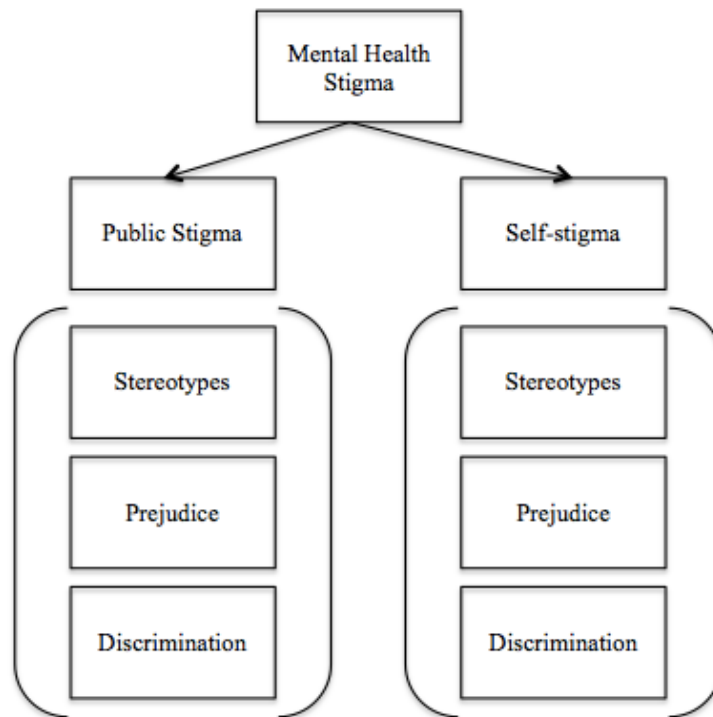 Mental Health
Stigma
Public Stigma
Self-stigma
Stereotypes
Stereotypes
Prejudice
Prejudice
Discrimination
Discrimination